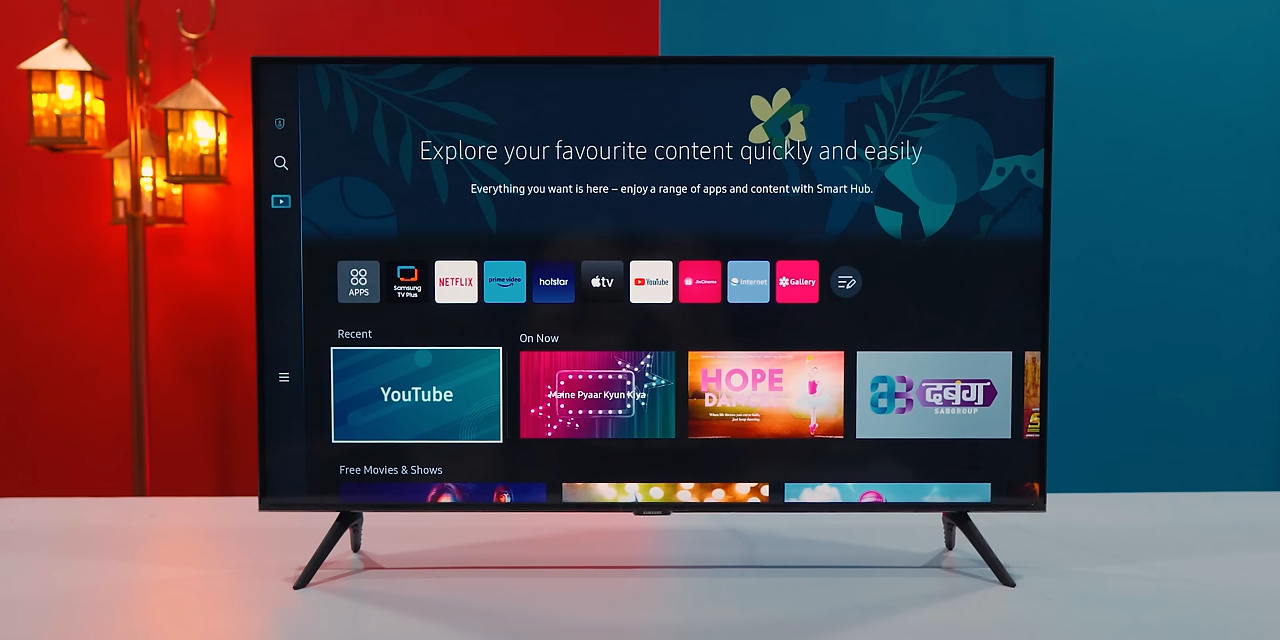 Explore your favourite content quickly and easily
Everything you want is here – enjoy a range of apps and content with Smart Hub.
APPS
SAMSUNG
TV Plus
NETFLIX
prime video
hotstar
tv
YouTube
JioCinema
Internet
Gallery
Recent
On Now
YouTube
Maine Pyaar Kyun Kiya
HOPE
DANCES
दबंग
SABGROUP
Free Movies & Shows
SAMSUNG